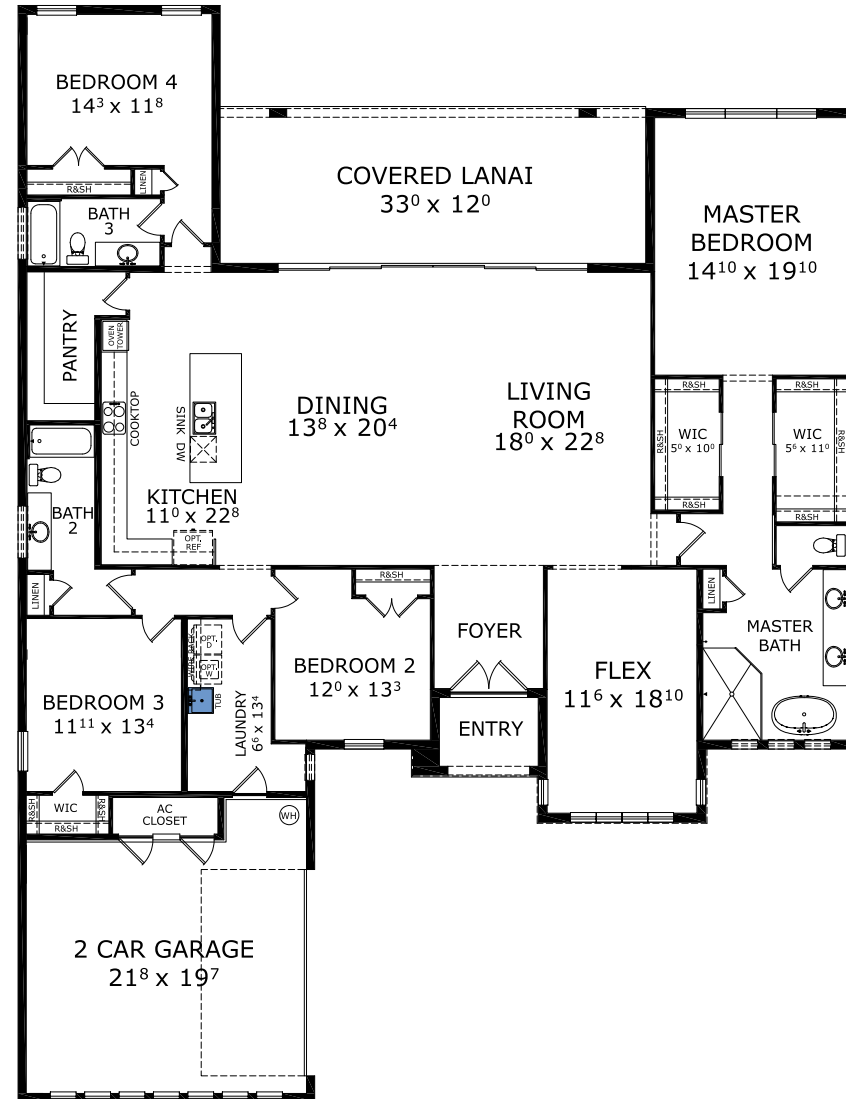 BEDROOM 4
14³ x 11⁸
R&SH
LINEN
BATH
3
COVERED LANAI
33⁰ x 12⁰
MASTER
BEDROOM
14¹⁰ x 19¹⁰
PANTRY
OVEN
TOWER
COOKTOP
SINK DW
KITCHEN
11⁰ x 22⁸
OPT.
REF
DINING
13⁸ x 20⁴
LIVING
ROOM
18⁰ x 22⁸
R&SH
R&SH
WIC
5⁰ x 10⁰
R&SH
R&SH
WIC
5⁶ x 11⁰
R&SH
R&SH
BATH
2
LINEN
R&SH
BEDROOM 2
12⁰ x 13³
FOYER
ENTRY
FLEX
11⁶ x 18¹⁰
LINEN
MASTER
BATH
BEDROOM 3
11¹¹ x 13⁴
OPT.
D
OPT.
W
TUB
LAUNDRY
6⁶ x 13⁴
R&SH
WIC
R&SH
R&SH
AC
CLOSET
WH
2 CAR GARAGE
21⁸ x 19⁷